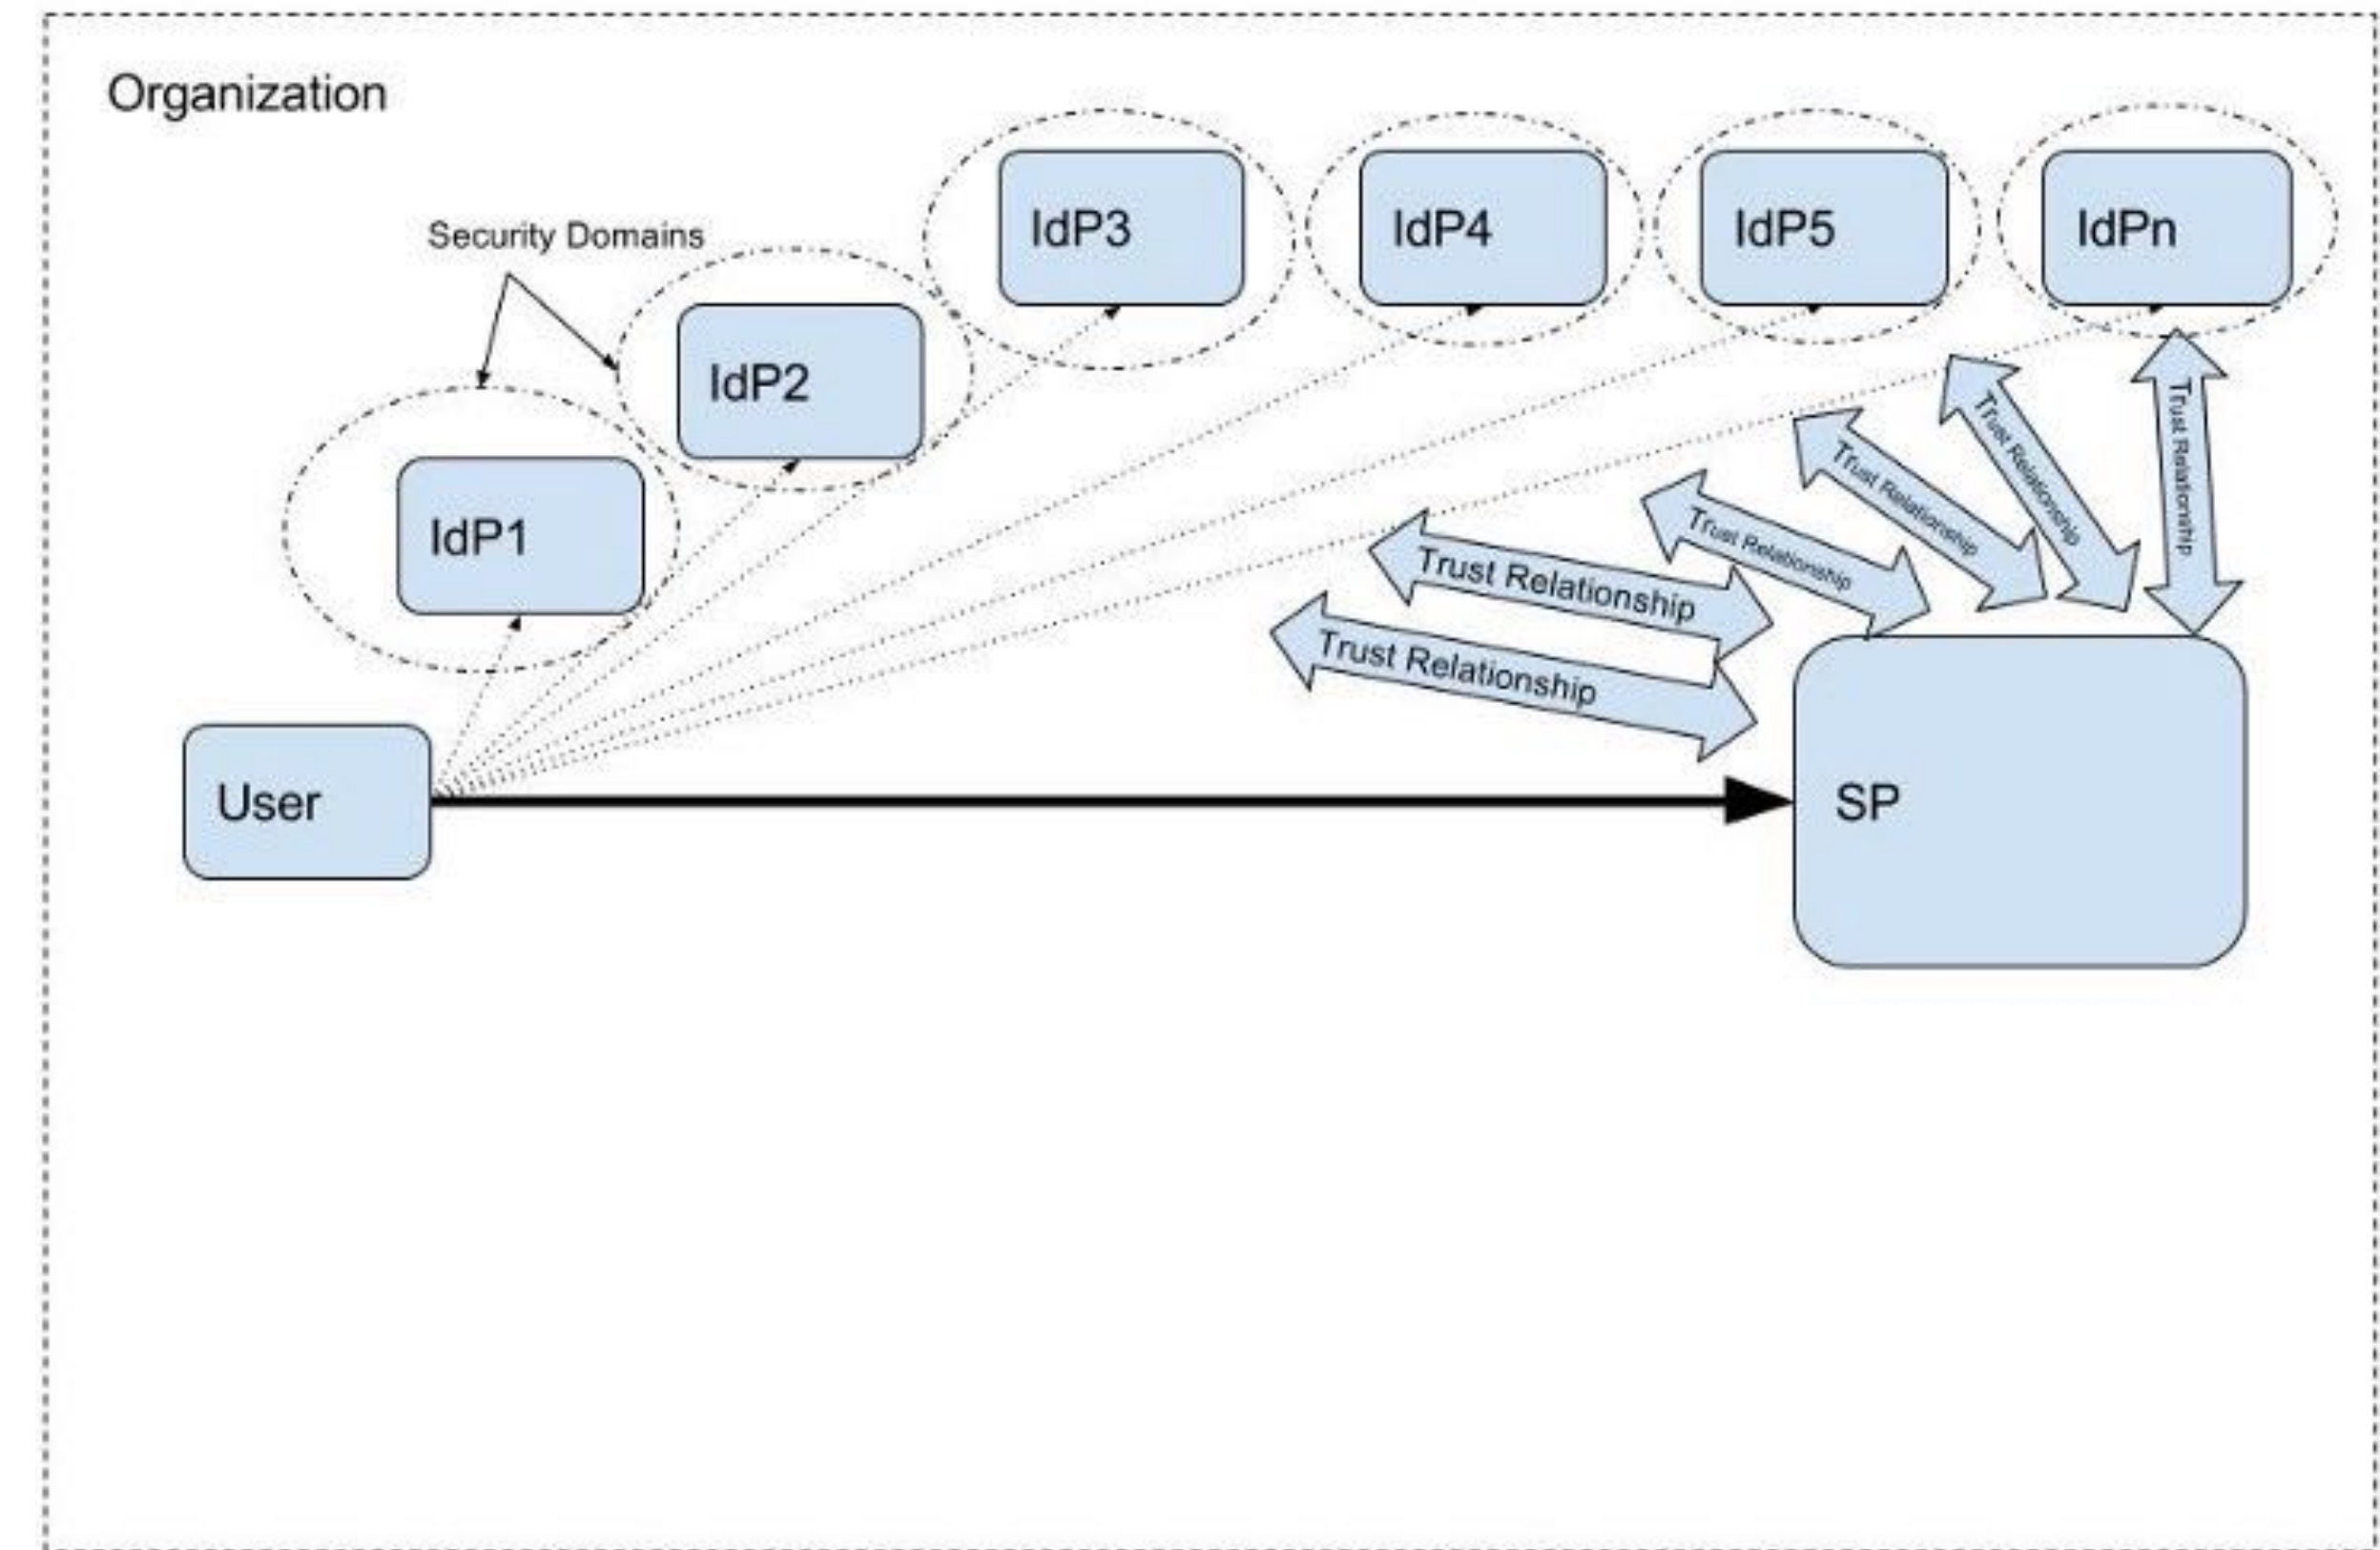 Organization
IdP3
IdP4
IdP5
IdPn
Security Domains
IdP2
IdP1
Trust Relationship
Trust Relationship
Trust Relationship
Trust Relationship
Trust Relationship
Trust Relationship
User
SP